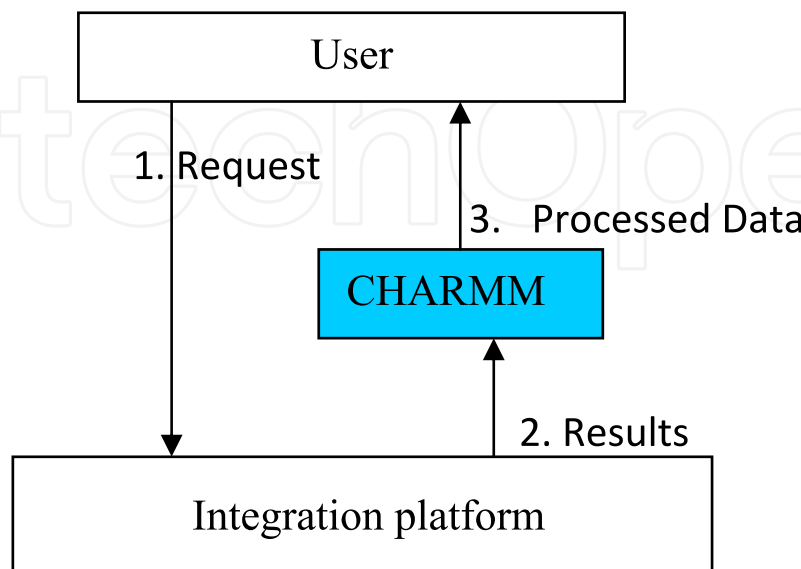 User
1. Request
3. Processed Data
CHARMM
2. Results
Integration platform